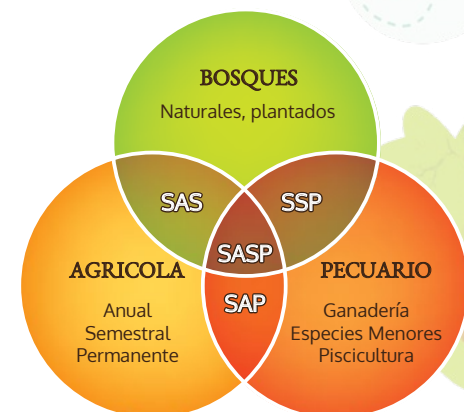 BOSQUES
Naturales, plantados
SAS
SSP
SASP
AGRICOLA
Anual
Semestral
Permanente
SAP
PECUARIO
Ganadería
Especies Menores
Piscicultura